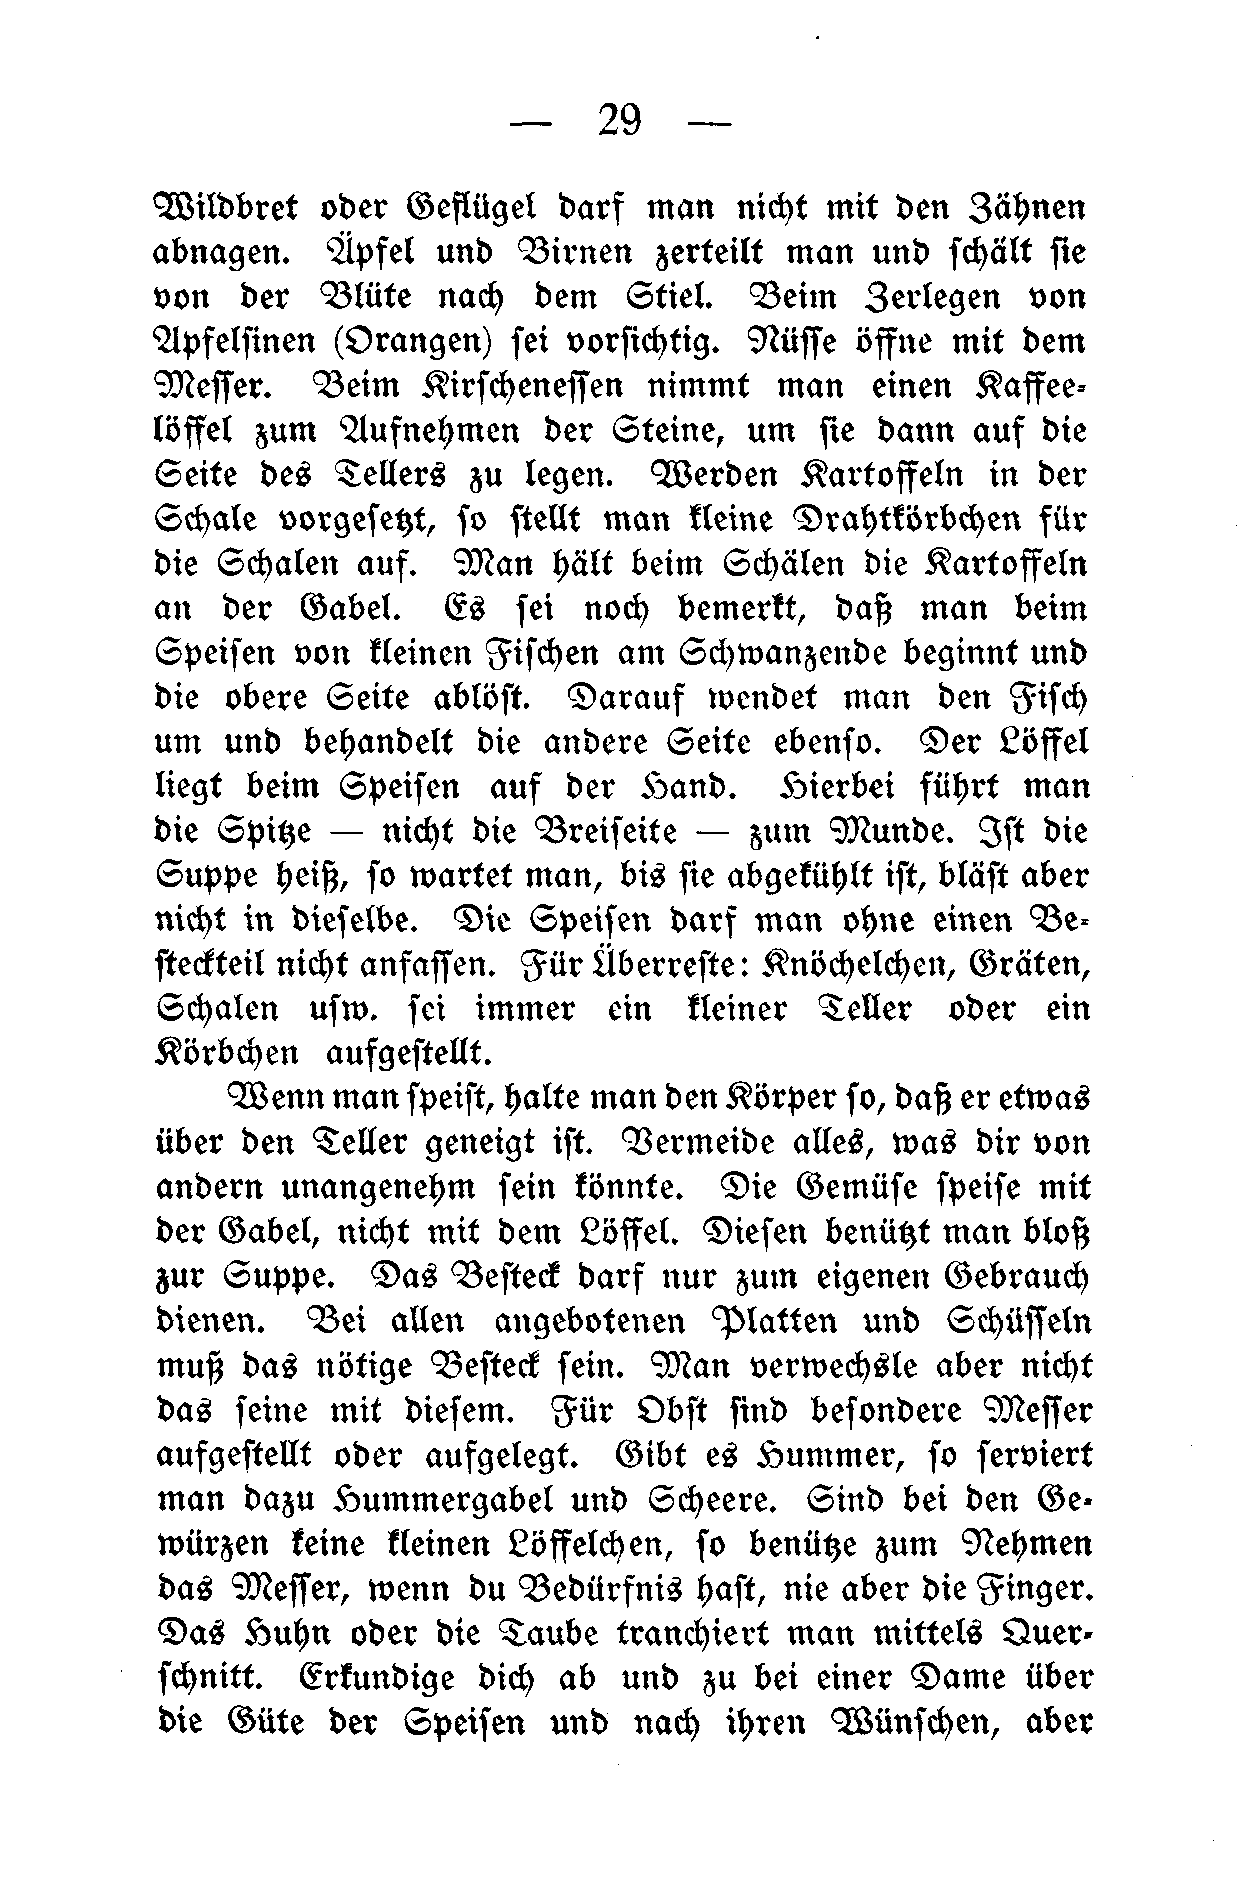 — 29 —
Wildbret oder Geflügel darf man nicht mit den Zähnen
abnagen. Äpfel und Birnen zerteilt man und schält sie
von der Blüte nach dem Stiel. Beim Zerlegen von
Apfelsinen (Orangen) sei vorsichtig. Nüsse öffne mit dem
Messer. Beim Kirschenessen nimmt man einen Kaffee-
löffel zum Aufnehmen der Steine, um sie dann auf die
Seite des Tellers zu legen. Werden Kartoffeln in der
Schale vorgesetzt, so stellt man kleine Drahtkörbchen für
die Schalen auf. Man hält beim Schälen die Kartoffeln
an der Gabel. Es sei noch bemerkt, daß man beim
Speisen von kleinen Fischen am Schwanzende beginnt und
die obere Seite ablöst. Darauf wendet man den Fisch
um und behandelt die andere Seite ebenso. Der Löffel
liegt beim Speisen auf der Hand. Hierbei führt man
die Spitze — nicht die Breiseite — zum Munde. Ist die
Suppe heiß, so wartet man, bis sie abgekühlt ist, bläst aber
nicht in dieselbe. Die Speisen darf man ohne einen Be-
steckteil nicht anfassen. Für Überreste: Knöchelchen, Gräten,
Schalen usw. sei immer ein kleiner Teller oder ein
Körbchen aufgestellt.
Wenn man speist, halte man den Körper so, daß er etwas
über den Teller geneigt ist. Vermeide alles, was dir von
andern unangenehm sein könnte. Die Gemüse speise mit
der Gabel, nicht mit dem Löffel. Diesen benützt man bloß
zur Suppe. Das Besteck darf nur zum eigenen Gebrauch
dienen. Bei allen angebotenen Platten und Schüsseln
muß das nötige Besteck sein. Man verwechsle aber nicht
das seine mit diesem. Für Obst sind besondere Messer
aufgestellt oder aufgelegt. Gibt es Hummer, so serviert
man dazu Hummergabel und Scheere. Sind bei den Ge-
würzen keine kleinen Löffelchen, so benütze zum Nehmen
das Messer, wenn du Bedürfnis hast, nie aber die Finger.
Das Huhn oder die Taube tranchiert man mittels Quer-
schnitt. Erkundige dich ab und zu bei einer Dame über
die Güte der Speisen und nach ihren Wünschen, aber